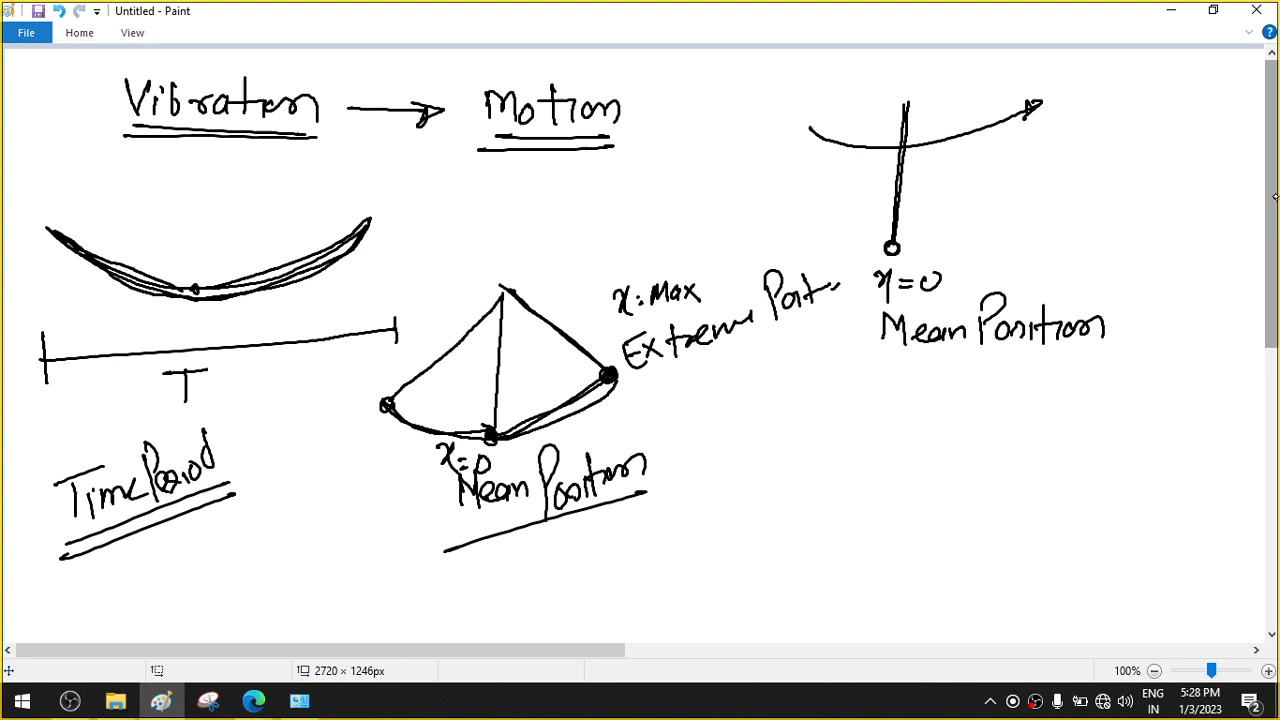 Untitled - Paint
File Home View
Vibration → Motion
x=0
Mean Position
x=Max
Extreme
T
Time Period
x=0
Mean Position
2720 × 1246px
100%
ENG
IN
5:28 PM
1/3/2023
2